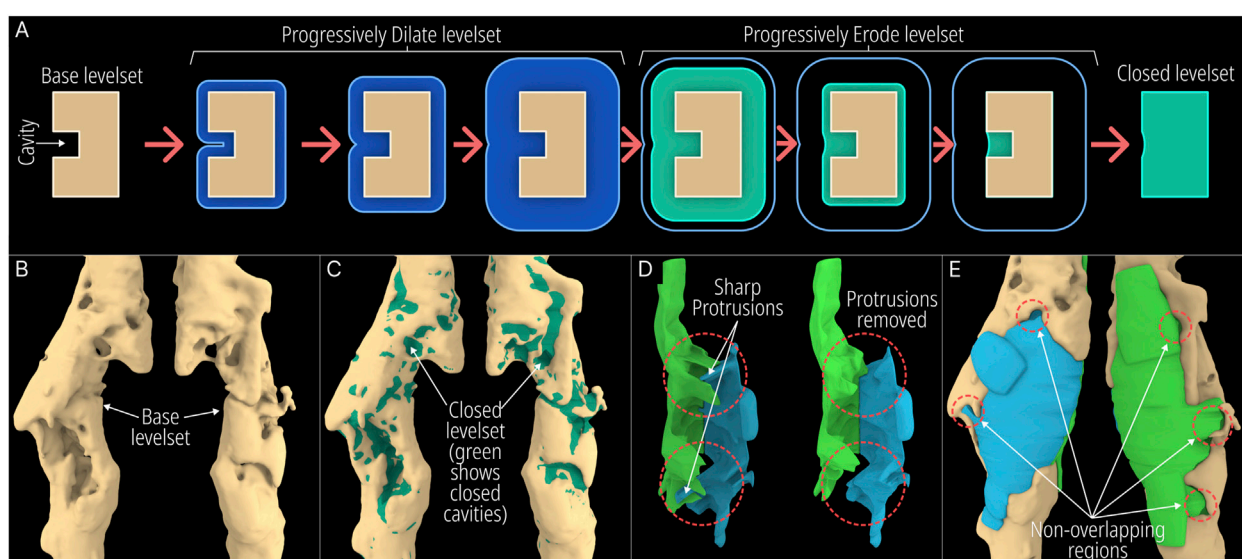 A
Progressively Dilate levelset
Progressively Erode levelset
Base levelset
Closed levelset
Cavity
B
Base
levelset
C
Closed
levelset
(green
shows
closed
cavities)
D
Sharp
Protrusions
Protrusions
removed
E
Non-overlapping
regions